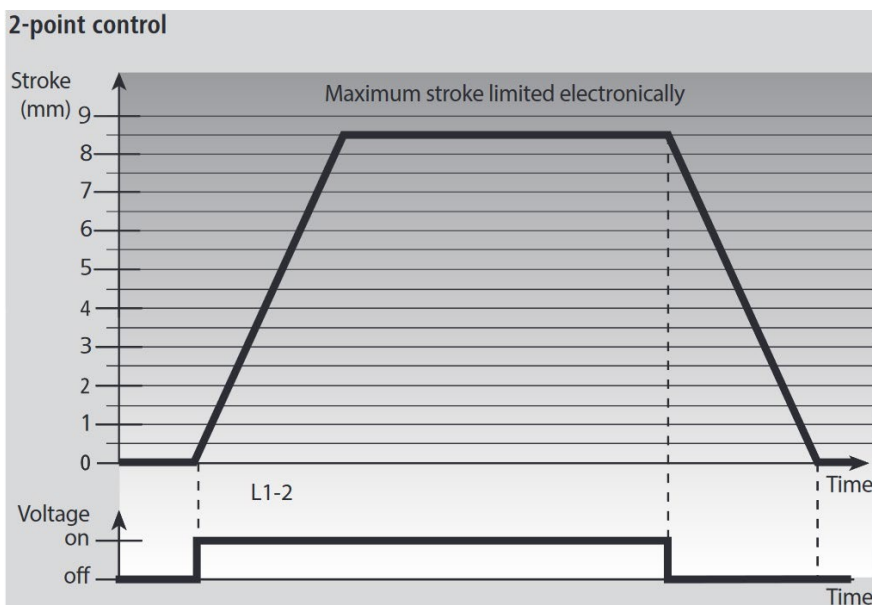 2-point control
Stroke
(mm)
Maximum stroke limited electronically
9
8
7
6
5
4
3
2
1
0
Time
L1-2
Voltage
on
off
Time